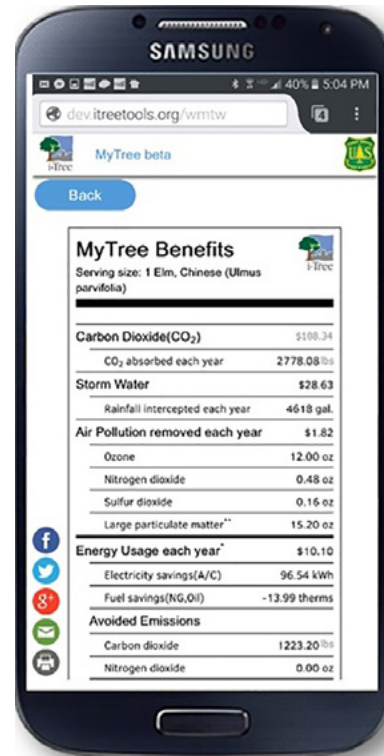 SAMSUNG
40% 5:04 PM
dev.itreetools.org/wmtw
4
i-Tree
MyTree beta
UAS
Back
MyTree Benefits
i-Tree
Serving size: 1 Elm, Chinese (Ulmus
parvifolia)
Carbon Dioxide(CO₂) $108.34
CO₂ absorbed each year 2778.08 lbs
Storm Water $28.63
Rainfall intercepted each year 4618 gal.
Air Pollution removed each year $1.82
Ozone 12.00 oz
Nitrogen dioxide 0.48 oz
Sulfur dioxide 0.16 oz
Large particulate matter** 15.20 oz
Energy Usage each year* $10.10
Electricity savings(A/C) 96.54 kWh
Fuel savings(NG,Oil) -13.99 therms
Avoided Emissions
Carbon dioxide 1223.20 lbs
Nitrogen dioxide 0.00 oz
f
8+